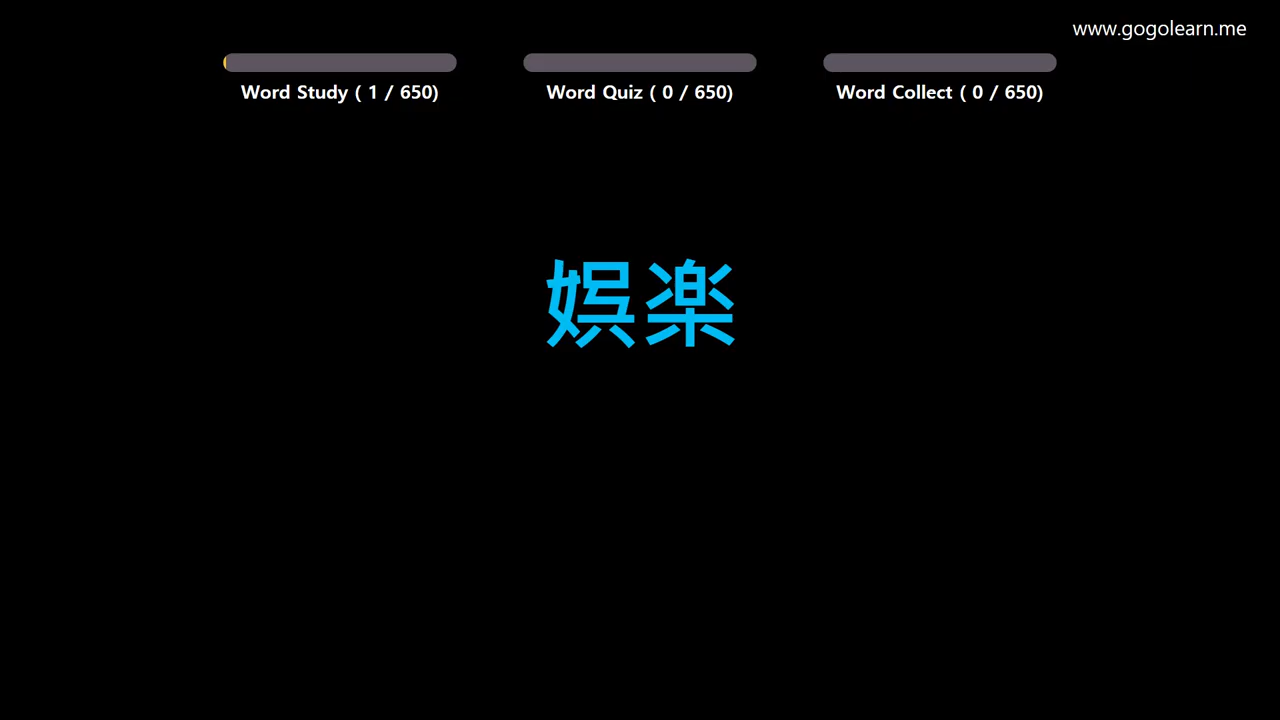 www.gogolearn.me
Word Study ( 1 / 650)
Word Quiz ( 0 / 650)
Word Collect ( 0 / 650)
娯楽